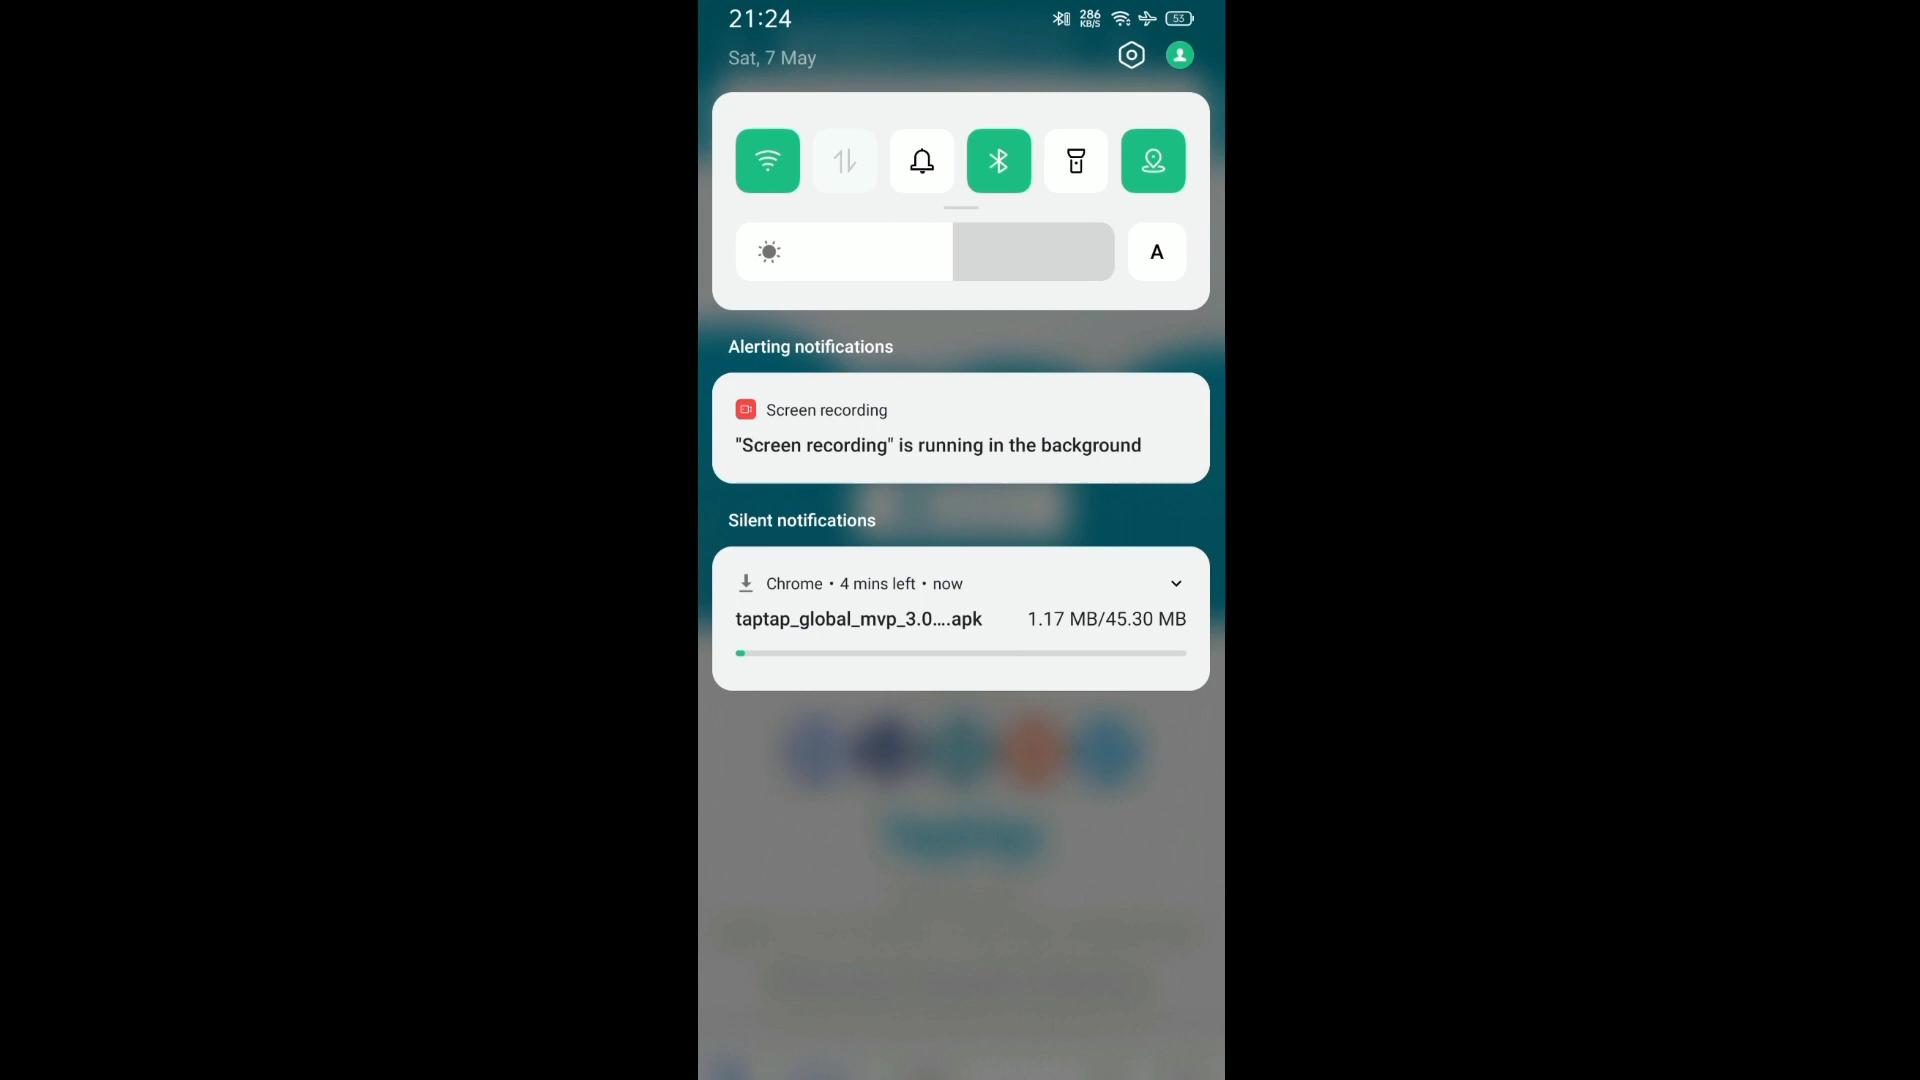 21:24
286
KB/S
53
Sat, 7 May
A
Alerting notifications
Screen recording
"Screen recording" is running in the background
Silent notifications
Chrome • 4 mins left • now
taptap_global_mvp_3.0....apk 1.17 MB/45.30 MB